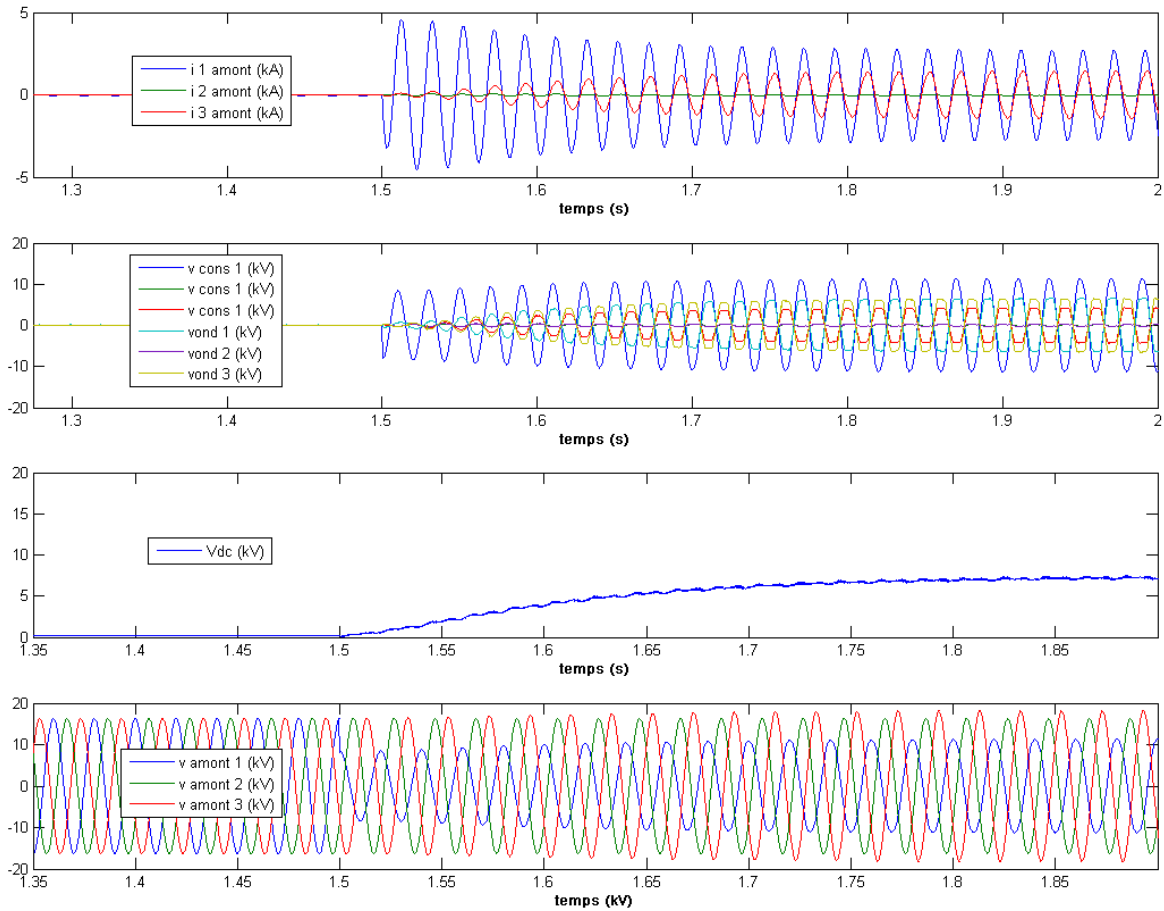 5
0
-5
i 1 amont (kA)
i 2 amont (kA)
i 3 amont (kA)
1.3 1.4 1.5 1.6 1.7 1.8 1.9 2
temps (s)
20
10
0
-10
-20
v cons 1 (kV)
v cons 1 (kV)
v cons 1 (kV)
vond 1 (kV)
vond 2 (kV)
vond 3 (kV)
1.3 1.4 1.5 1.6 1.7 1.8 1.9 2
temps (s)
20
15
10
5
0
Vdc (kV)
1.35 1.4 1.45 1.5 1.55 1.6 1.65 1.7 1.75 1.8 1.85
temps (s)
20
10
0
-10
-20
v amont 1 (kV)
v amont 2 (kV)
v amont 3 (kV)
1.35 1.4 1.45 1.5 1.55 1.6 1.65 1.7 1.75 1.8 1.85
temps (kV)